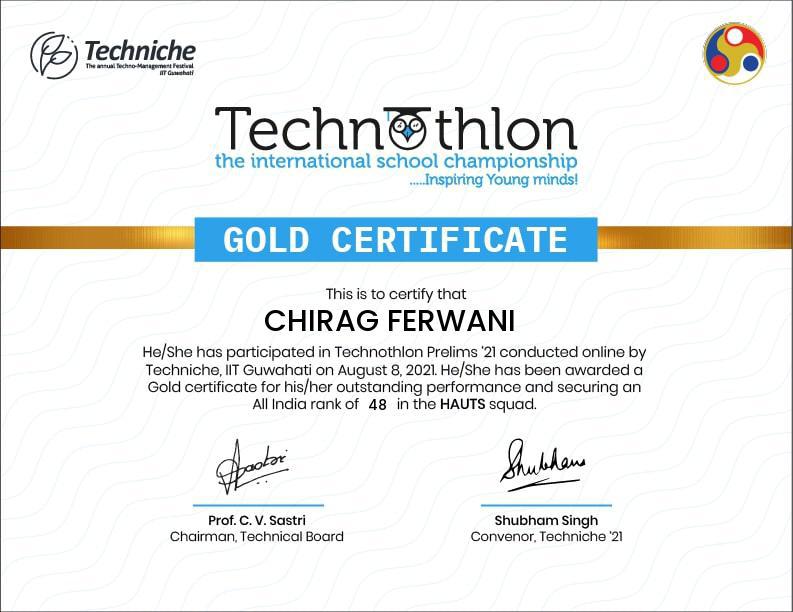 Techniche
The annual Techno-Management Festival
IIT Guwahati
Technothlon
the international school championship
.....Inspiring Young minds!
GOLD CERTIFICATE
This is to certify that
CHIRAG FERWANI
He/She has participated in Technothlon Prelims '21 conducted online by
Techniche, IIT Guwahati on August 8, 2021. He/She has been awarded a
Gold certificate for his/her outstanding performance and securing an
All India rank of 48 in the HAUTS squad.
Prof. C. V. Sastri
Chairman, Technical Board
Shubham Singh
Convenor, Techniche '21